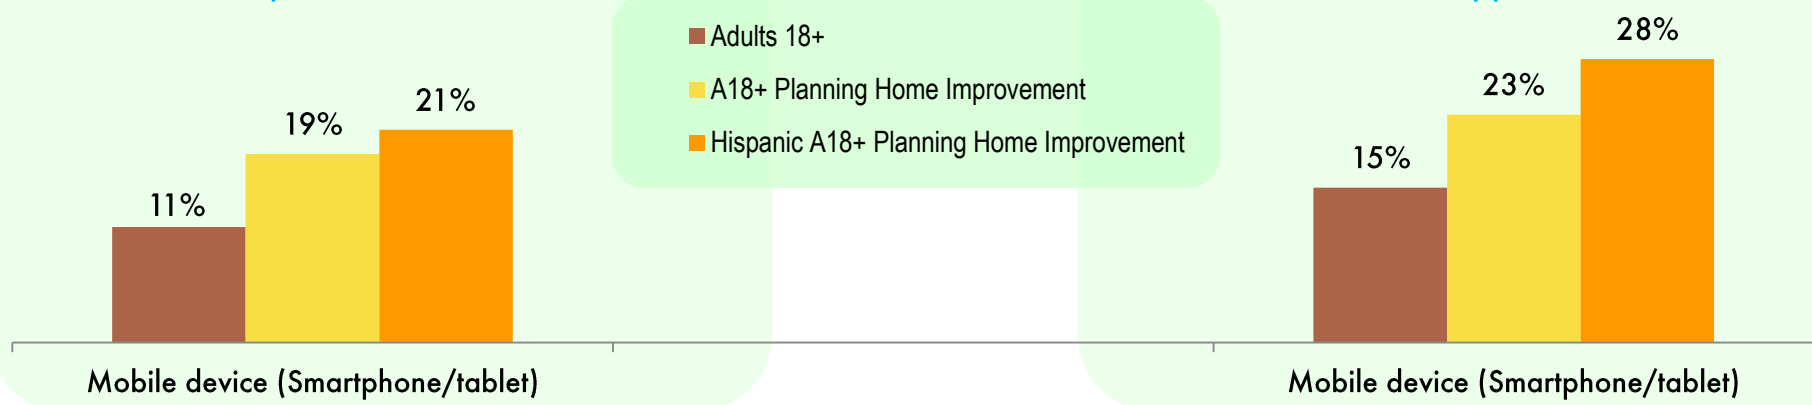 Adults 18+
A18+ Planning Home Improvement
Hispanic A18+ Planning Home Improvement
11%
19%
21%
15%
23%
28%
Mobile device (Smartphone/tablet)
Mobile device (Smartphone/tablet)